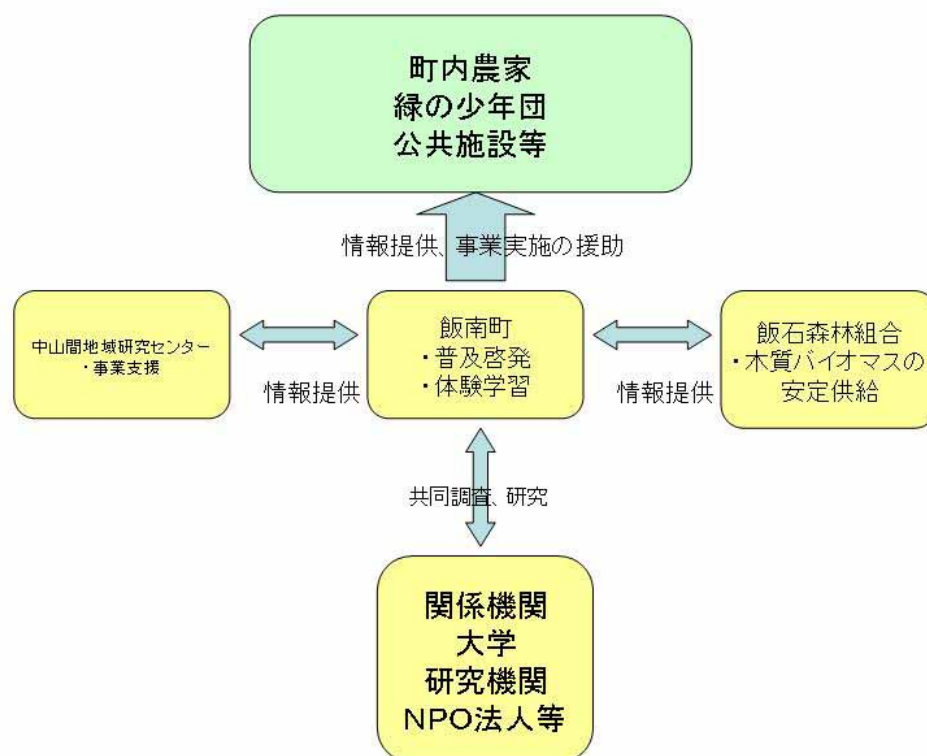 町内農家
緑の少年団
公共施設等
情報提供、事業実施の援助
中山間地域研究センター
・事業支援
情報提供
飯南町
・普及啓発
・体験学習
情報提供
飯石森林組合
・木質バイオマスの
安定供給
共同調査、研究
関係機関
大学
研究機関
NPO法人等